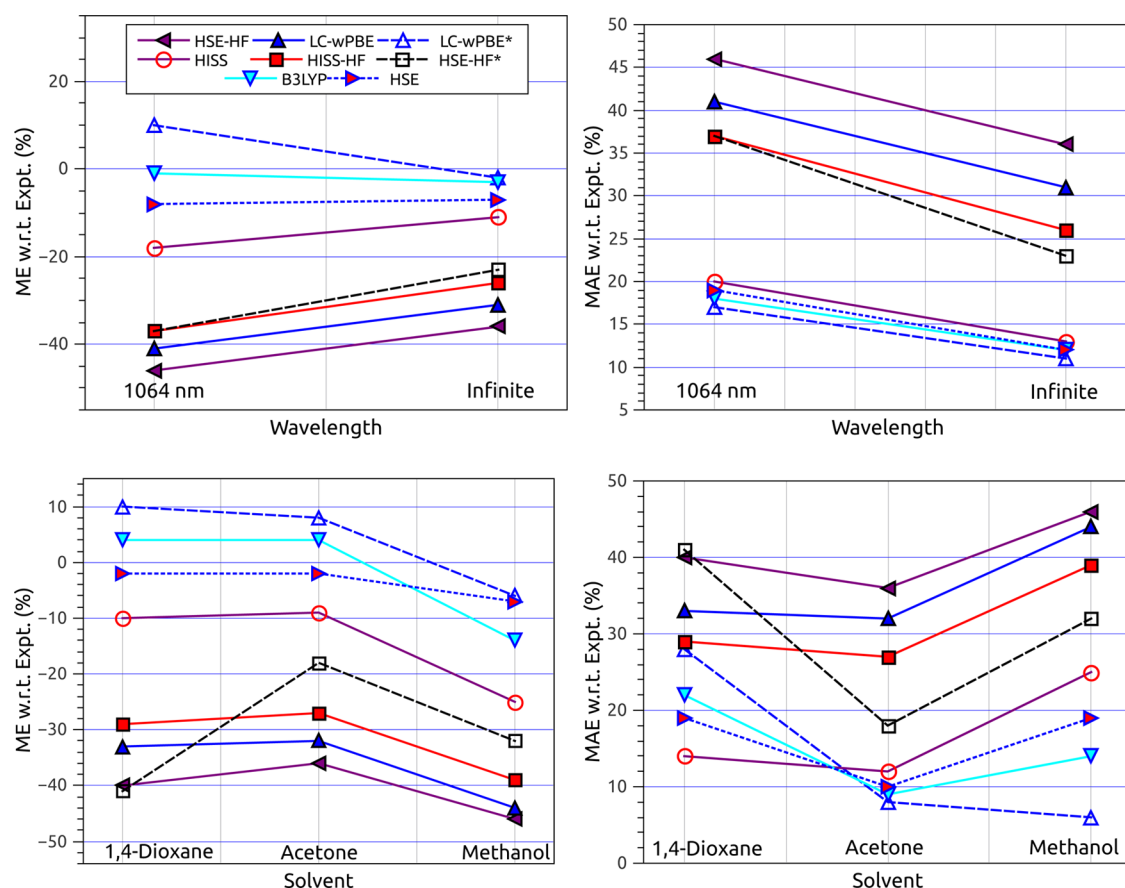 HSE-HF LC-wPBE LC-wPBE*
HISS HISS-HF HSE-HF*
B3LYP HSE
ME w.r.t. Expt. (%)
20
0
−20
−40
1064 nm Infinite
Wavelength
MAE w.r.t. Expt. (%)
50
45
40
35
30
25
20
15
10
5
1064 nm Infinite
Wavelength
ME w.r.t. Expt. (%)
10
0
−10
−20
−30
−40
−50
1,4-Dioxane Acetone Methanol
Solvent
MAE w.r.t. Expt. (%)
50
40
30
20
10
0
1,4-Dioxane Acetone Methanol
Solvent